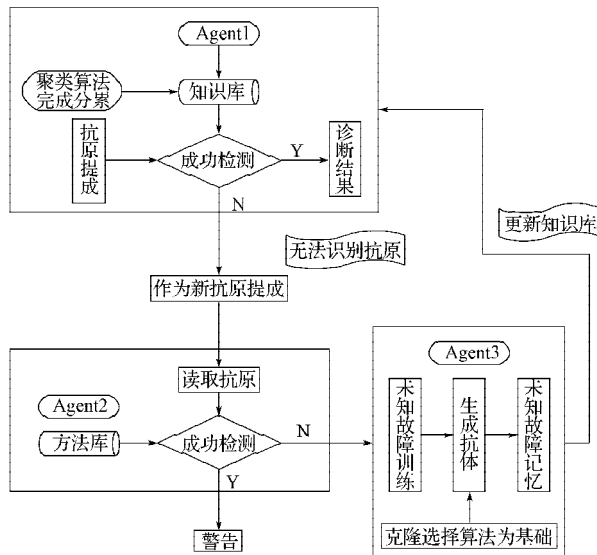 Agent1
聚类算法
完成分累
知识库
抗原提成
成功检测
Y
诊断结果
N
更新知识库
无法识别抗原
作为新抗原提成
读取抗原
Agent2
方法库
成功检测
N
Y
警告
Agent3
未知故障训练
生成抗体
未知故障记忆
克隆选择算法为基础